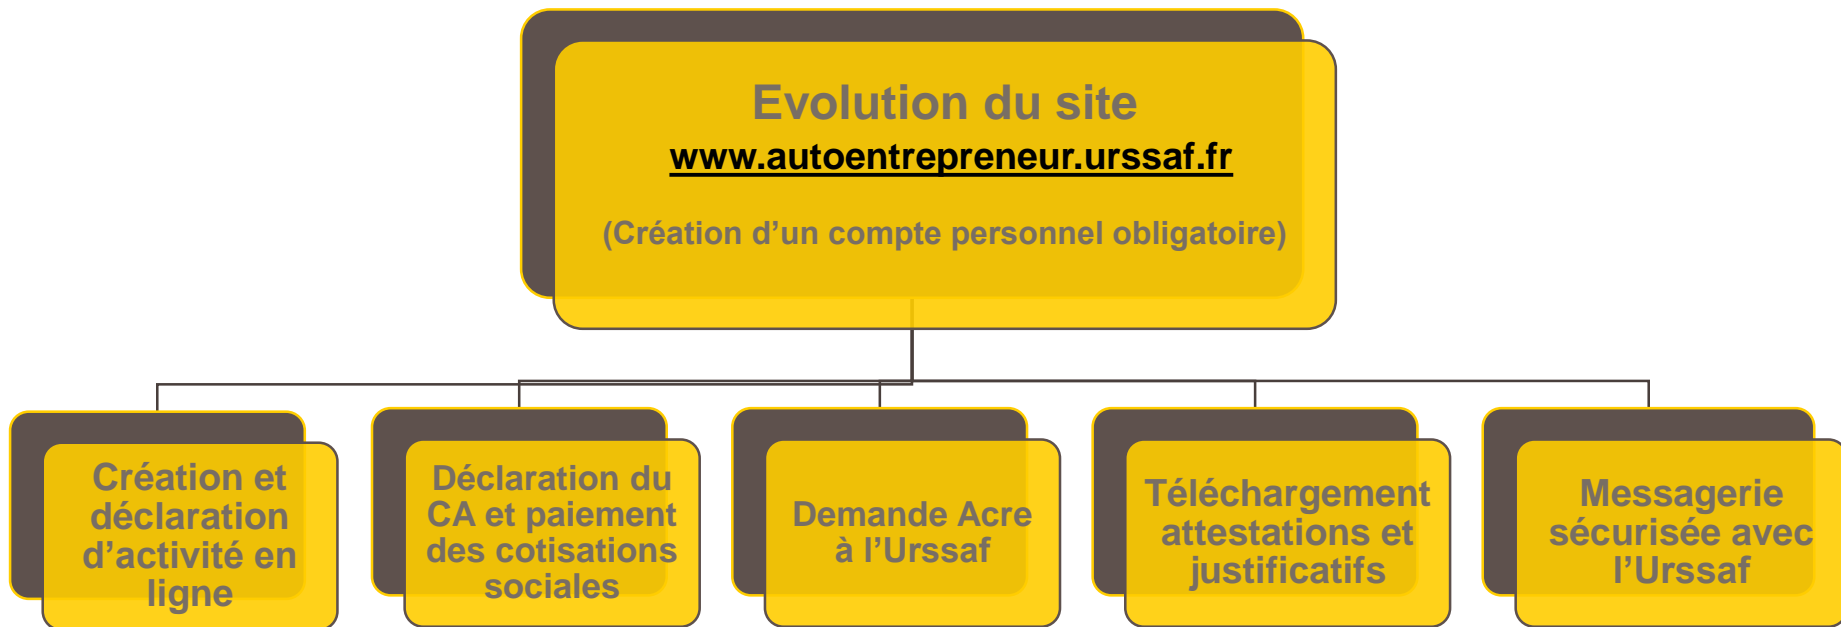 Evolution du site
www.autoentrepreneur.urssaf.fr
(Création d’un compte personnel obligatoire)
Création et
déclaration
d’activité en
ligne
Déclaration du
CA et paiement
des cotisations
sociales
Demande Acre
à l’Urssaf
Téléchargement
attestations et
justificatifs
Messagerie
sécurisée avec
l’Urssaf